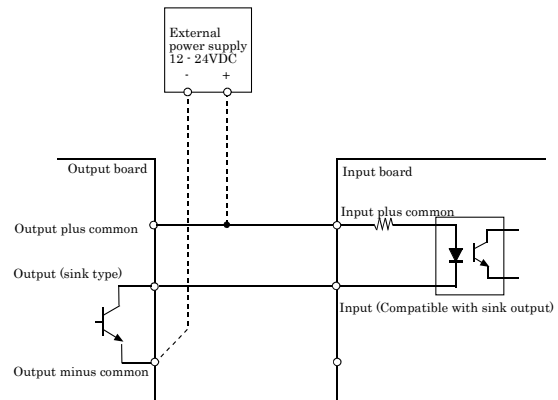 External
power supply
12 - 24VDC
- +
Output board
Input board
Output plus common
Input plus common
Output (sink type)
Input (Compatible with sink output)
Output minus common